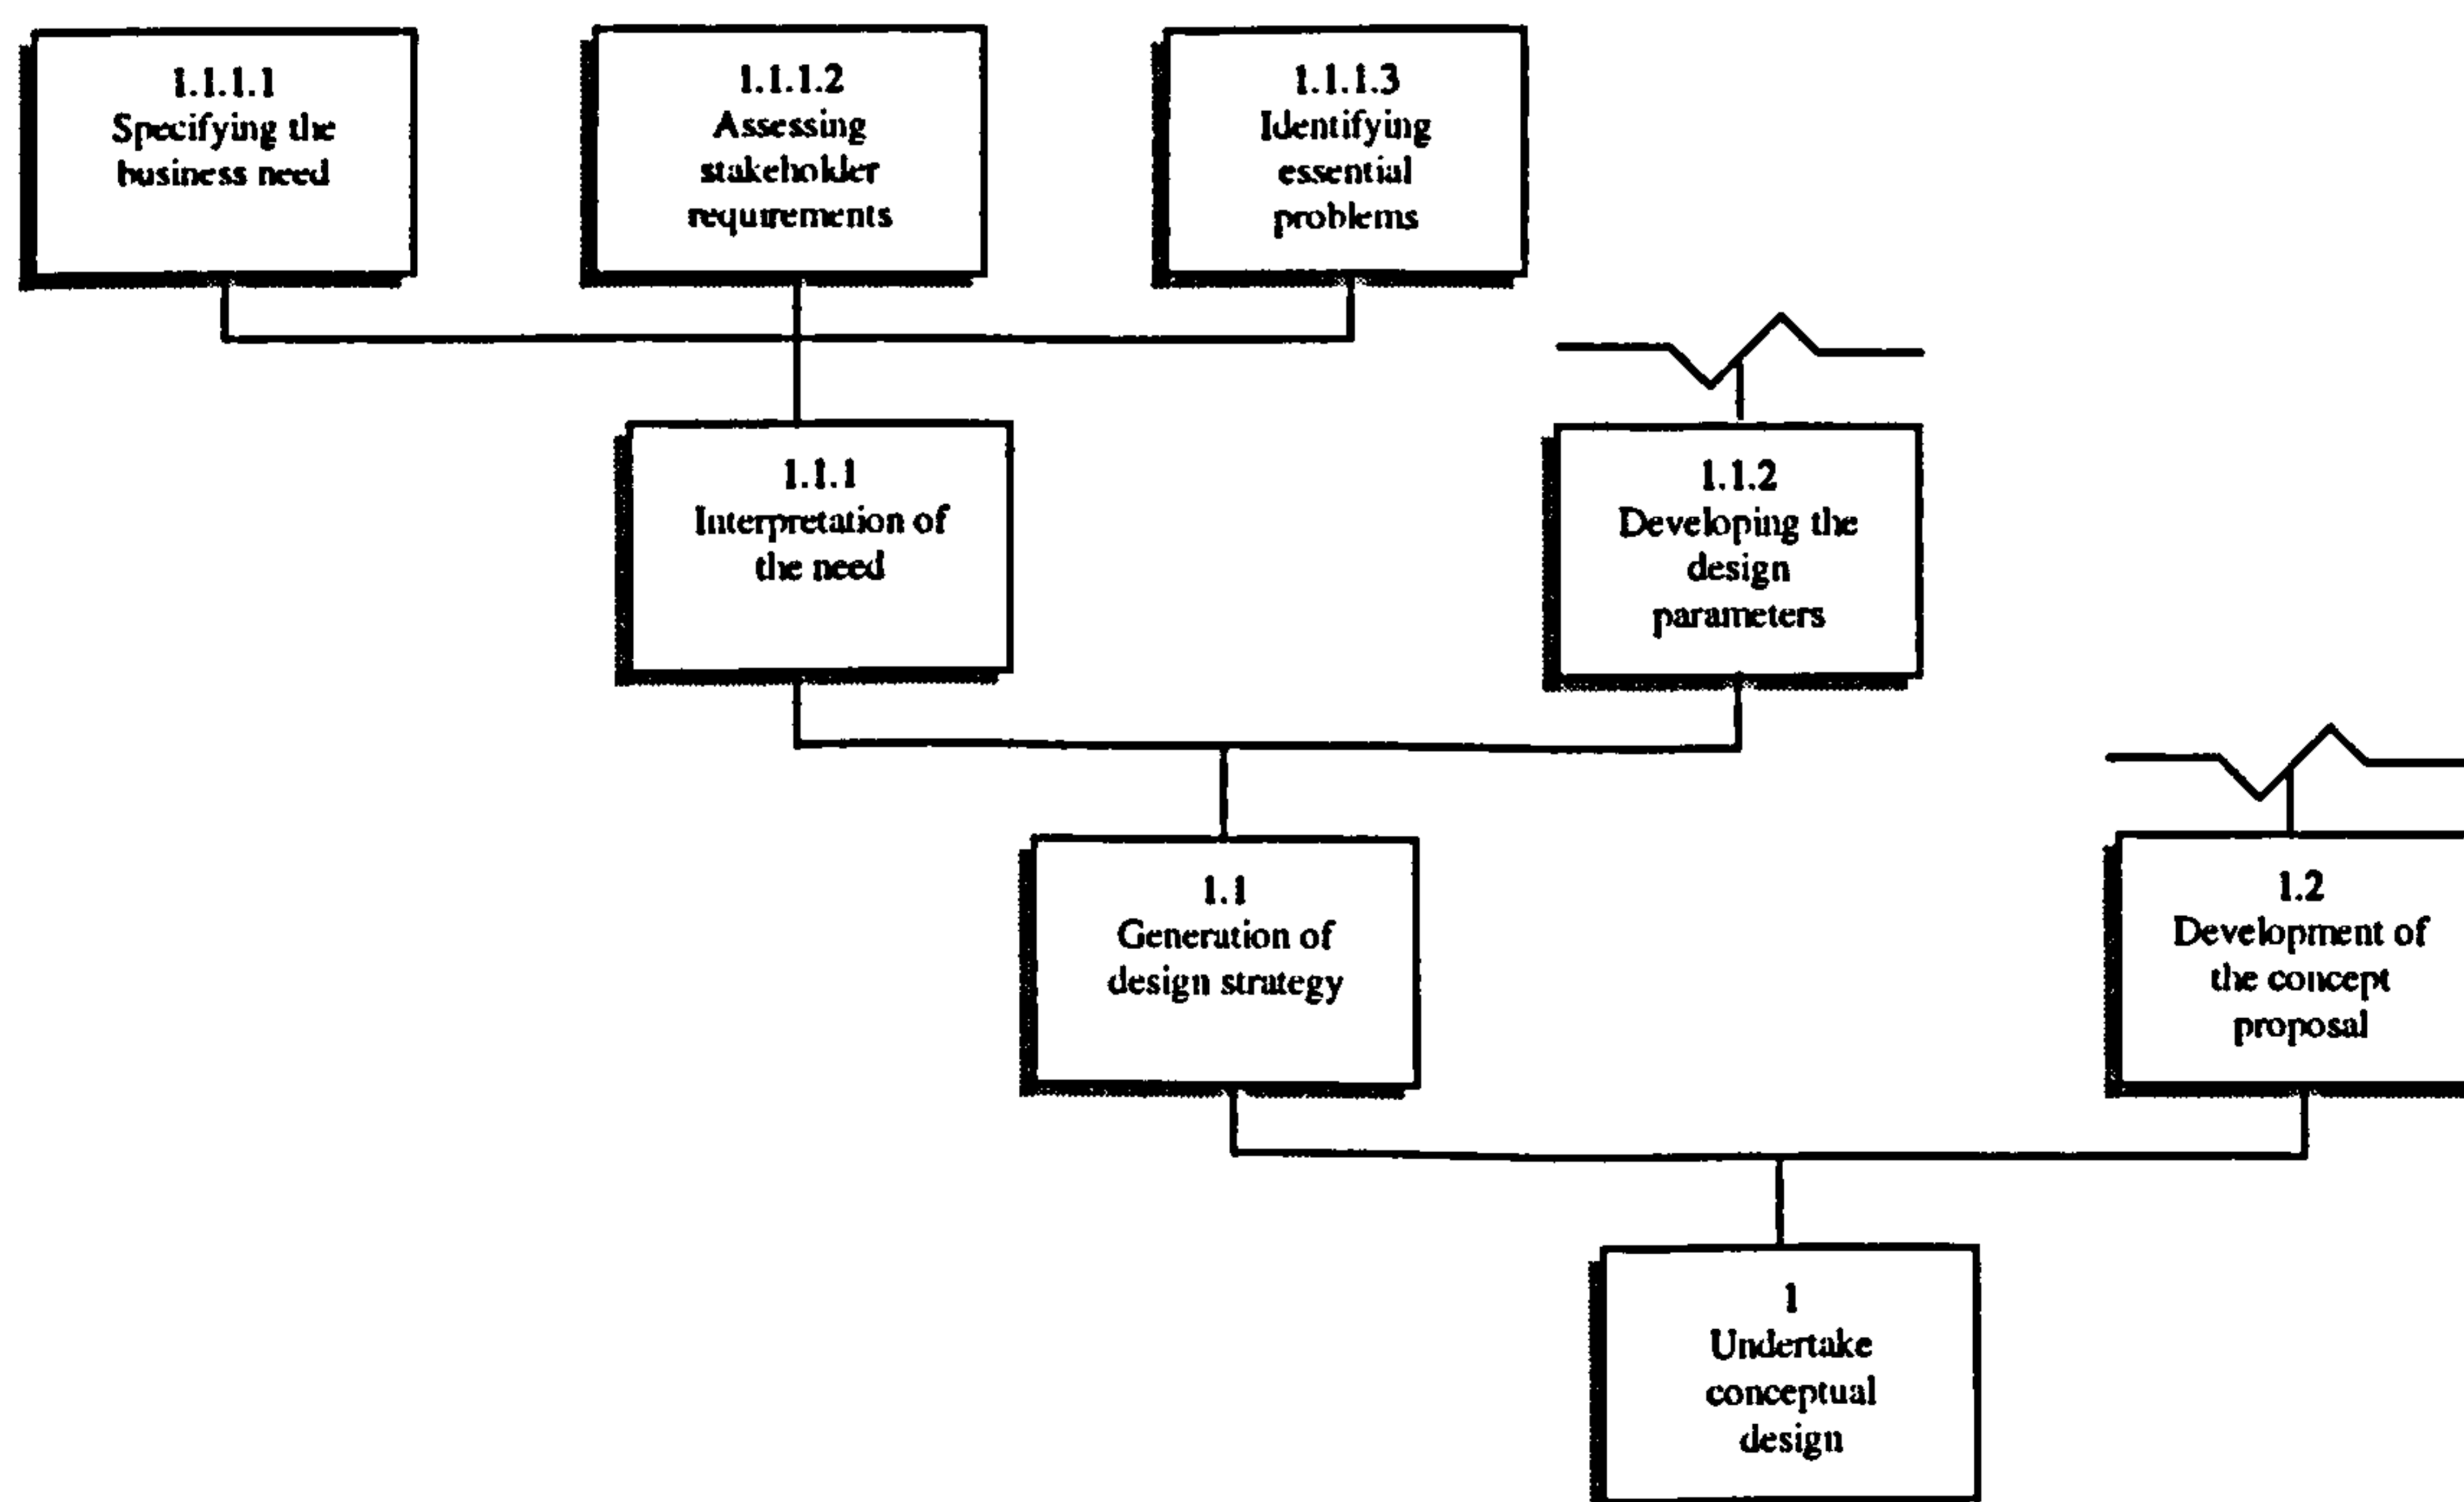 1.1.1.1
Specifying the
business need
1.1.1.2
Assessing
stakeholder
requirements
1.1.1.3
Identifying
essential
problems
1.1.1
Interpretation of
the need
1.1.2
Developing the
design
parameters
1.1
Generation of
design strategy
1.2
Development of
the concept
proposal
1
Undertake
conceptual
design